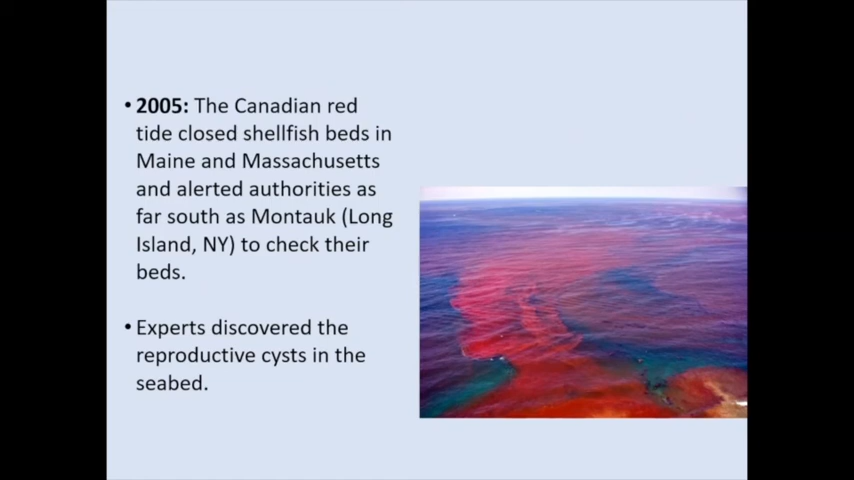 • 2005: The Canadian red
tide closed shellfish beds in
Maine and Massachusetts
and alerted authorities as
far south as Montauk (Long
Island, NY) to check their
beds.
• Experts discovered the
reproductive cysts in the
seabed.